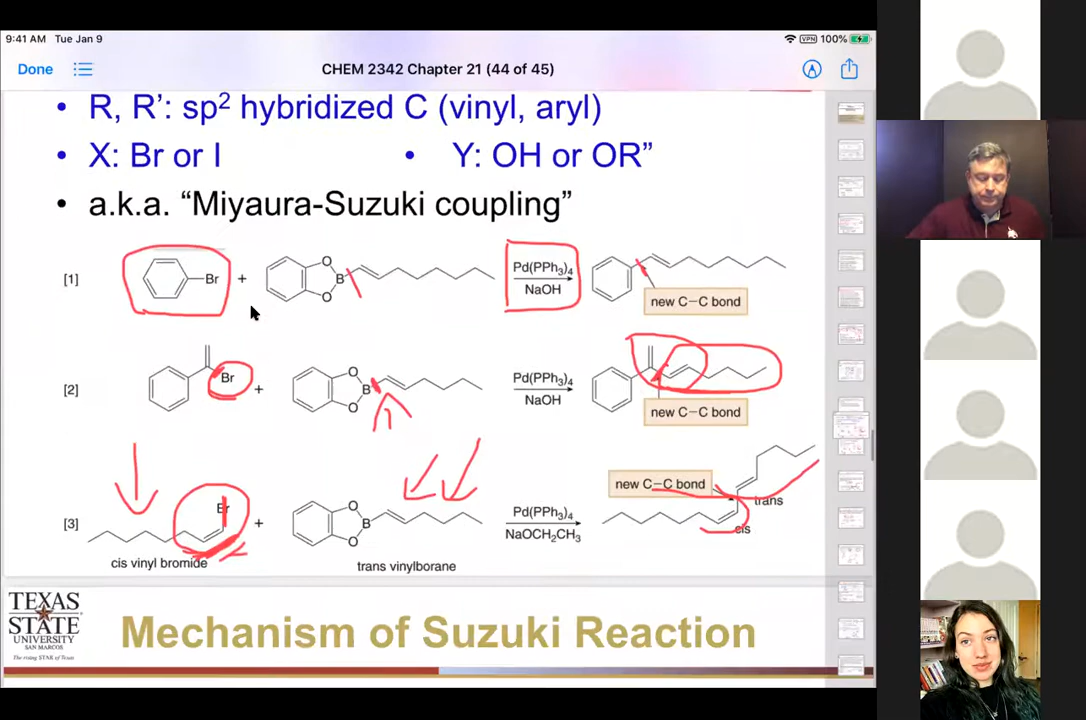 9:41 AM Tue Jan 9
VPN 100%
Done
CHEM 2342 Chapter 21 (44 of 45)
• R, R’: sp2 hybridized C (vinyl, aryl)
• X: Br or I • Y: OH or OR”
• a.k.a. “Miyaura-Suzuki coupling”
[1] Br + O B O Pd(PPh3)4
NaOH
new C–C bond
[2] Br + O B O Pd(PPh3)4
NaOH
new C–C bond
[3] Br + O B O Pd(PPh3)4
NaOCH2CH3
new C–C bond
trans
cis
cis vinyl bromide
trans vinylborane
TEXAS
STATE
UNIVERSITY
SAN MARCOS
The rising STAR of Texas
Mechanism of Suzuki Reaction